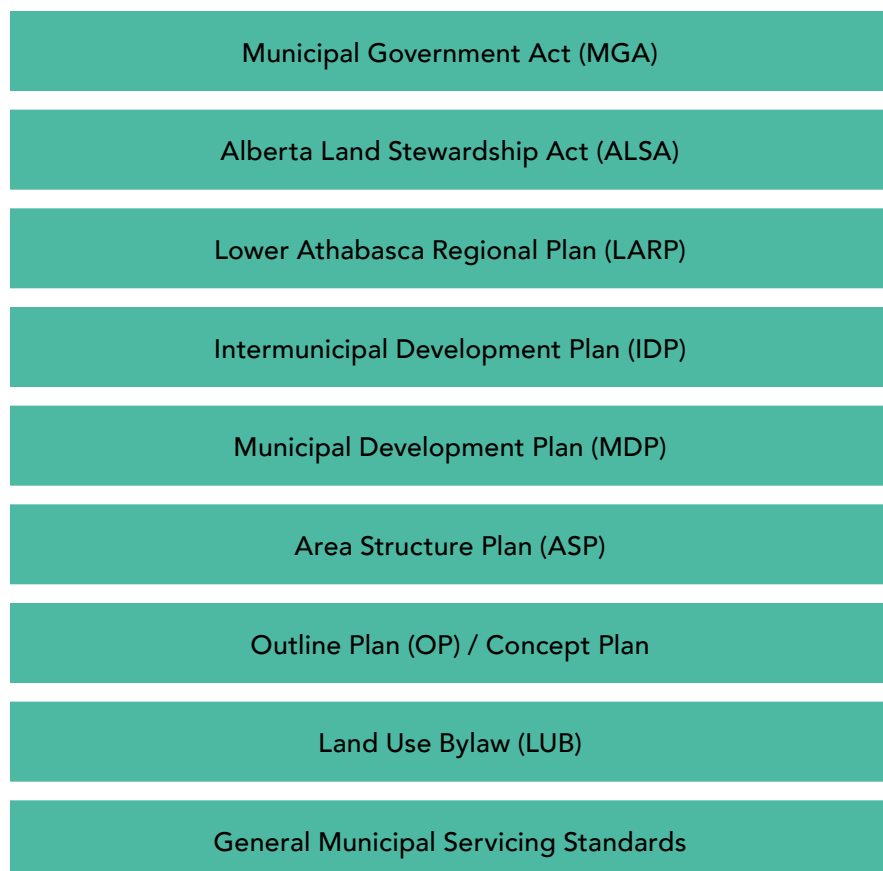 Municipal Government Act (MGA)
Alberta Land Stewardship Act (ALSA)
Lower Athabasca Regional Plan (LARP)
Intermunicipal Development Plan (IDP)
Municipal Development Plan (MDP)
Area Structure Plan (ASP)
Outline Plan (OP) / Concept Plan
Land Use Bylaw (LUB)
General Municipal Servicing Standards